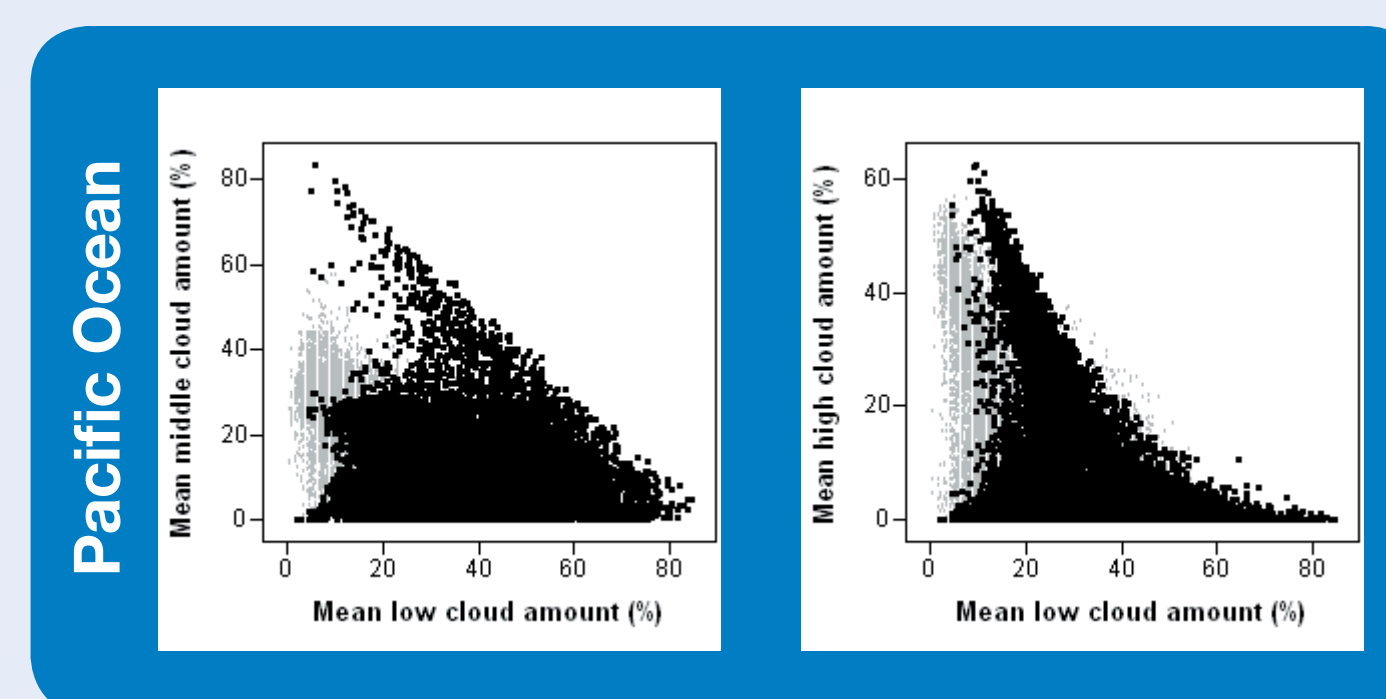 Pacific Ocean
Mean middle cloud amount (%)
80
60
40
20
0
0 20 40 60 80
Mean low cloud amount (%)
Mean high cloud amount (%)
60
40
20
0
0 20 40 60 80
Mean low cloud amount (%)